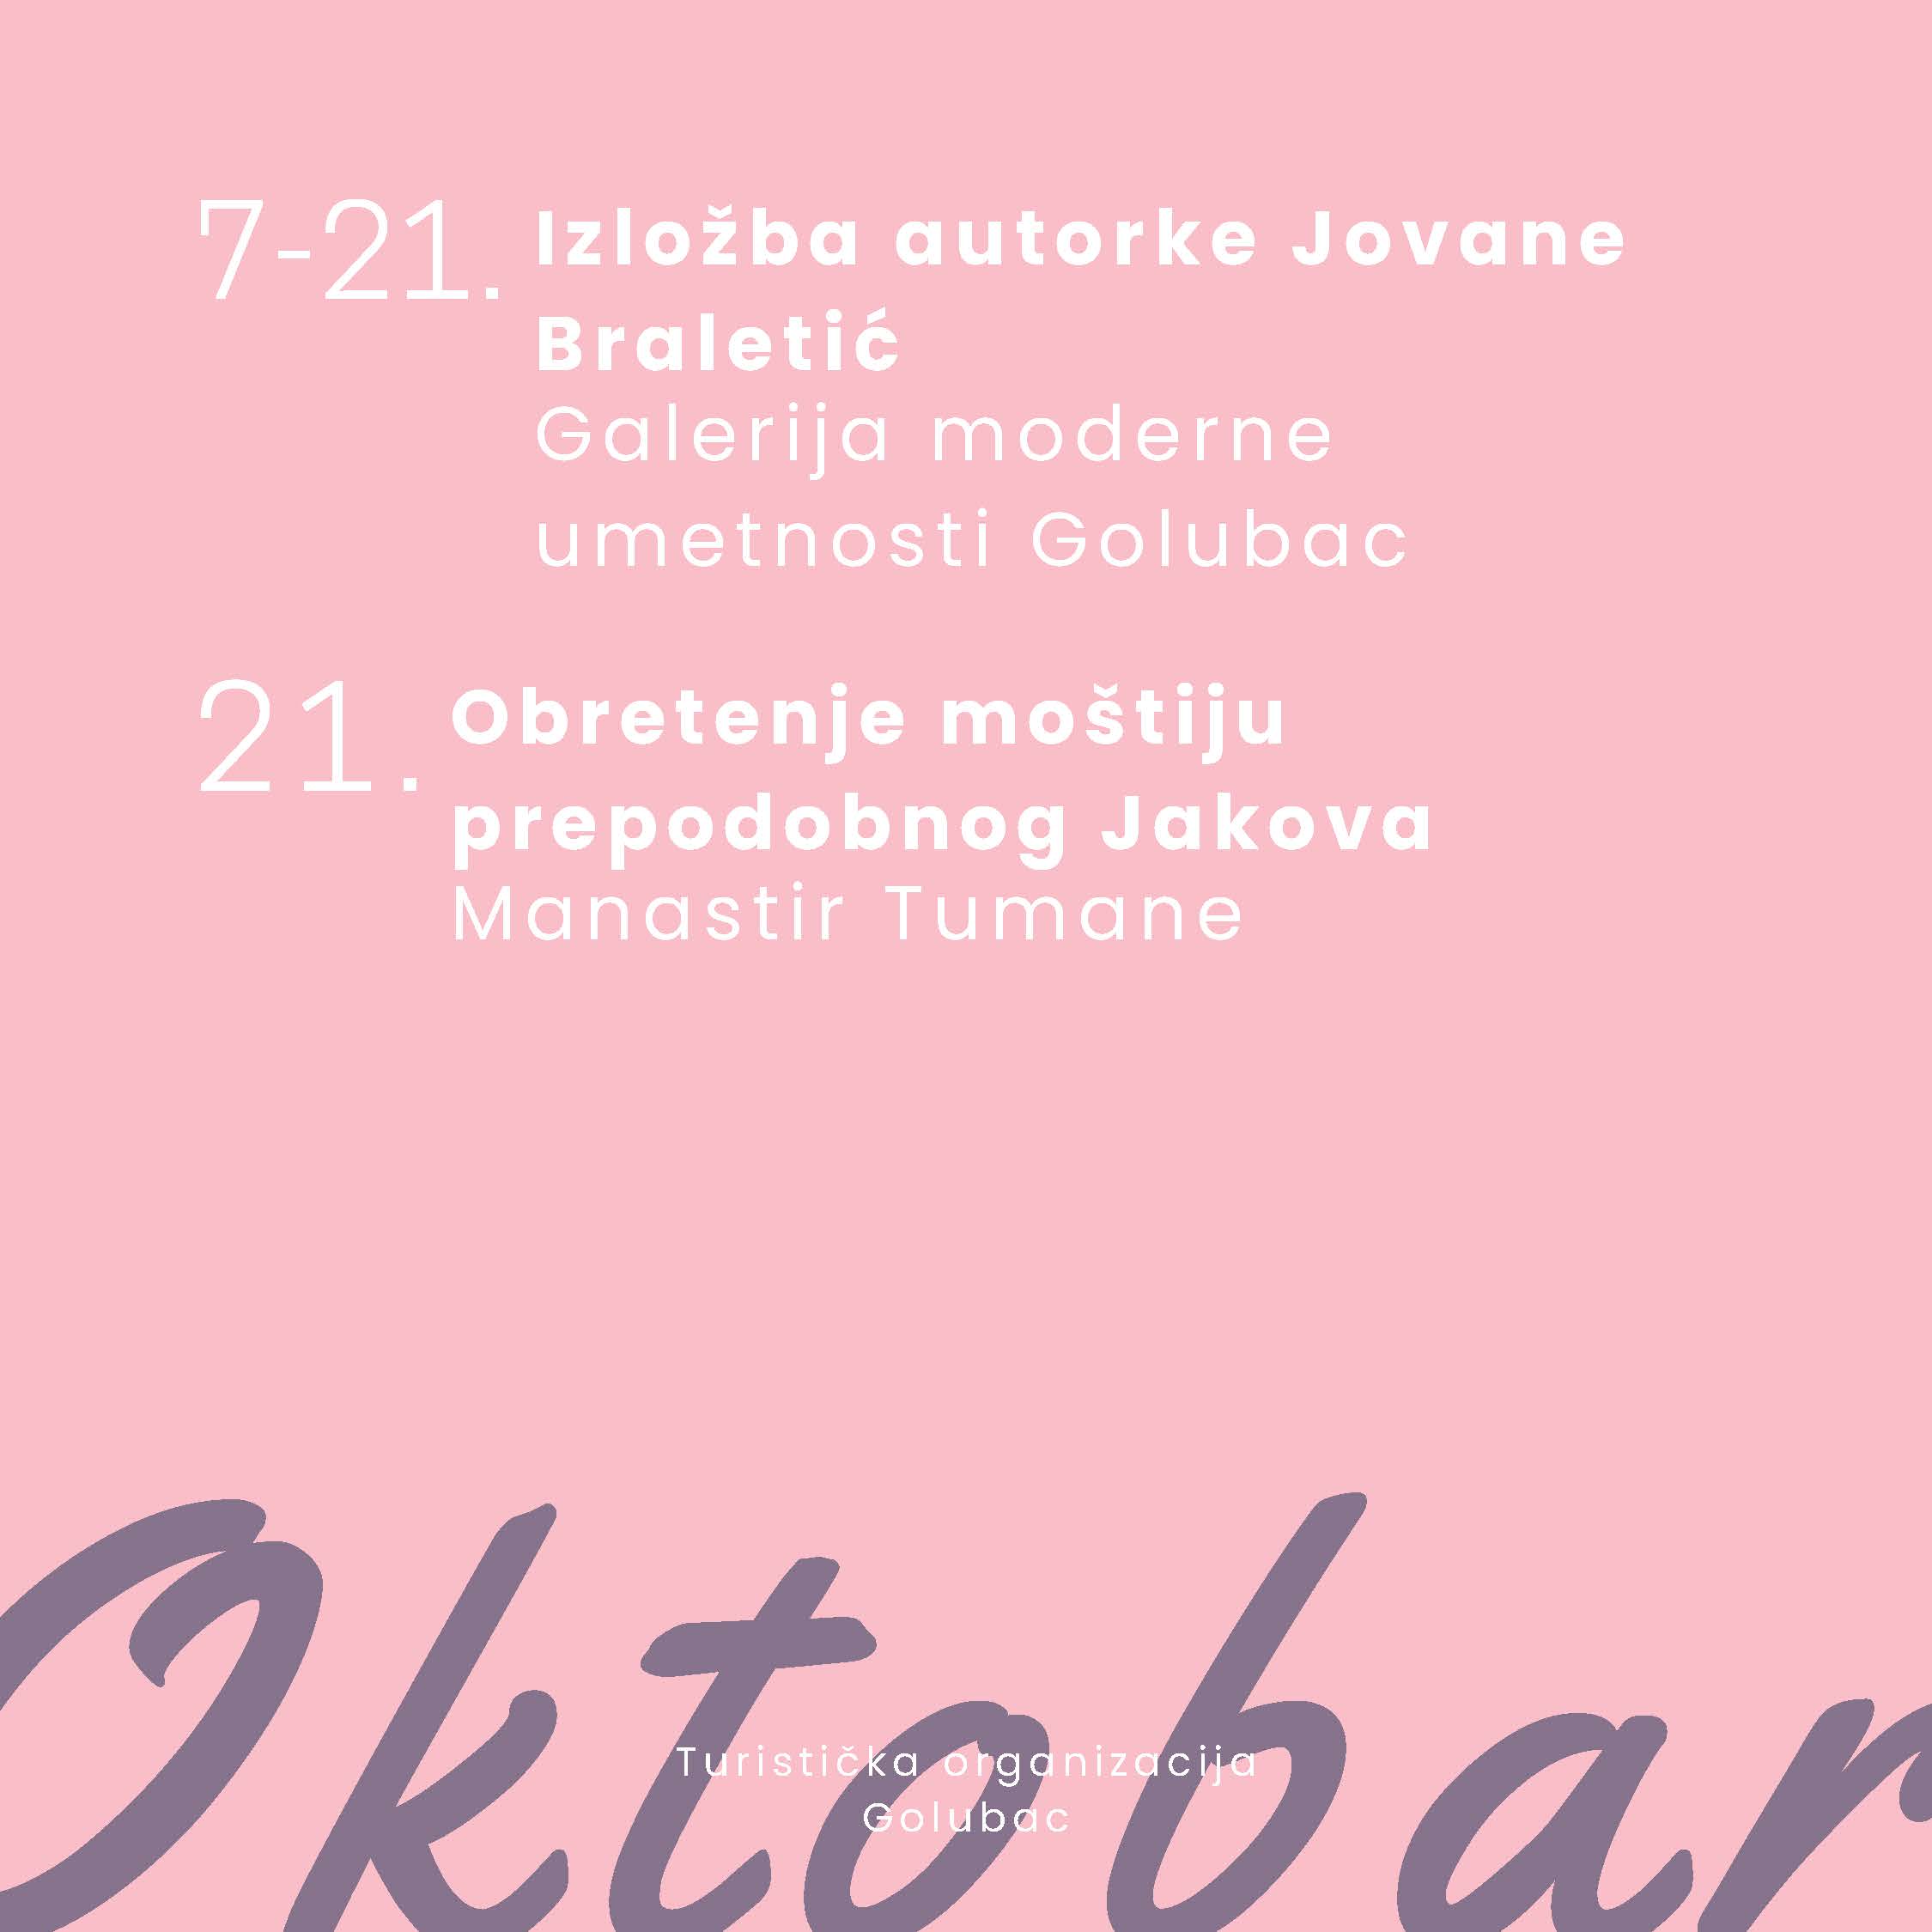 7-21. Izložba autorke Jovane
Braletić
Galerija moderne
umetnosti Golubac
21. Obretenje moštiju
prepodobnog Jakova
Manastir Tumane
Oktobar
Turistička organizacija
Golubac